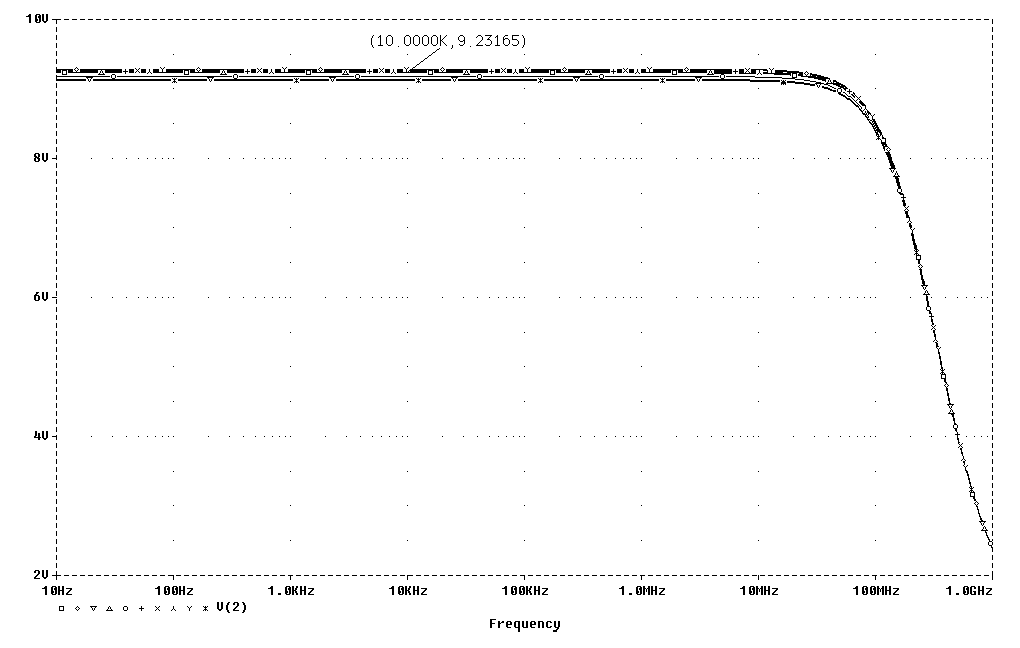 10V
(10.0000K,9.23165)
8V
6V
4V
2V
10Hz 100Hz 1.0KHz 10KHz 100KHz 1.0MHz 10MHz 100MHz 1.0GHz
V(2)
Frequency